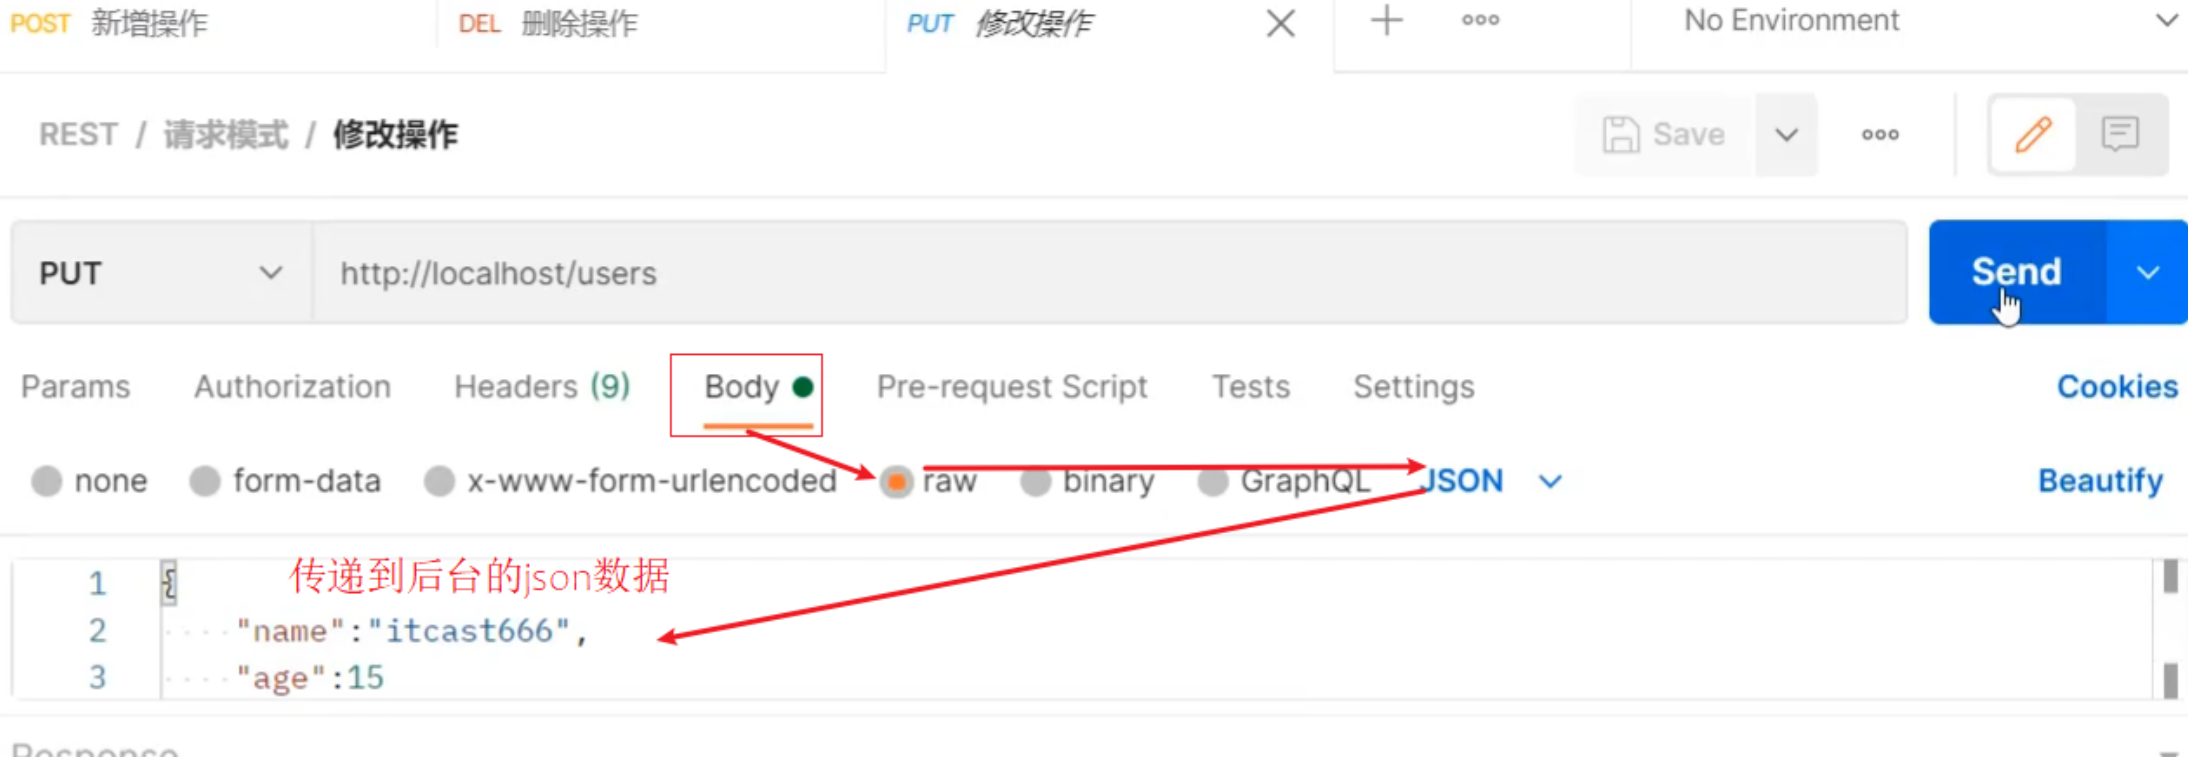 POST 新增操作 DEL 删除操作 PUT 修改操作 No Environment
REST / 请求模式 / 修改操作 Save
PUT http://localhost/users Send
Params Authorization Headers (9) Body Pre-request Script Tests Settings Cookies
none form-data x-www-form-urlencoded raw binary GraphQL JSON Beautify
1 { 传递到后台的json数据
2 "name":"itcast666",
3 "age":15
Response